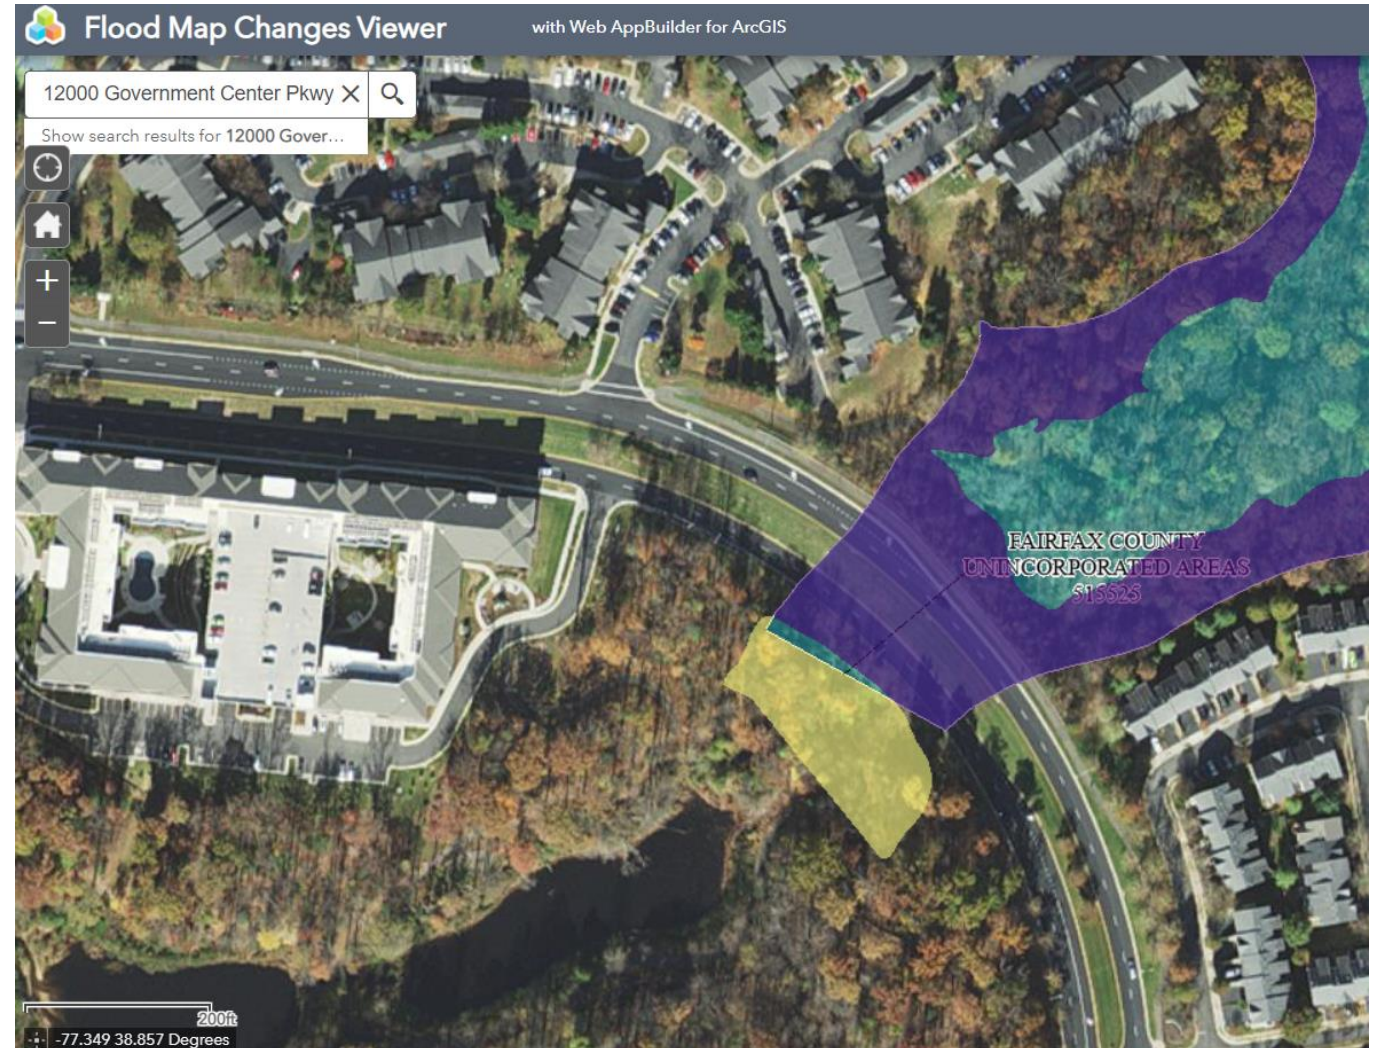 Flood Map Changes Viewer
with Web AppBuilder for ArcGIS
12000 Government Center Pkwy
Show search results for 12000 Gover...
+
−
FAIRFAX COUNTY
UNINCORPORATED AREAS
515525
200ft
-77.349 38.857 Degrees